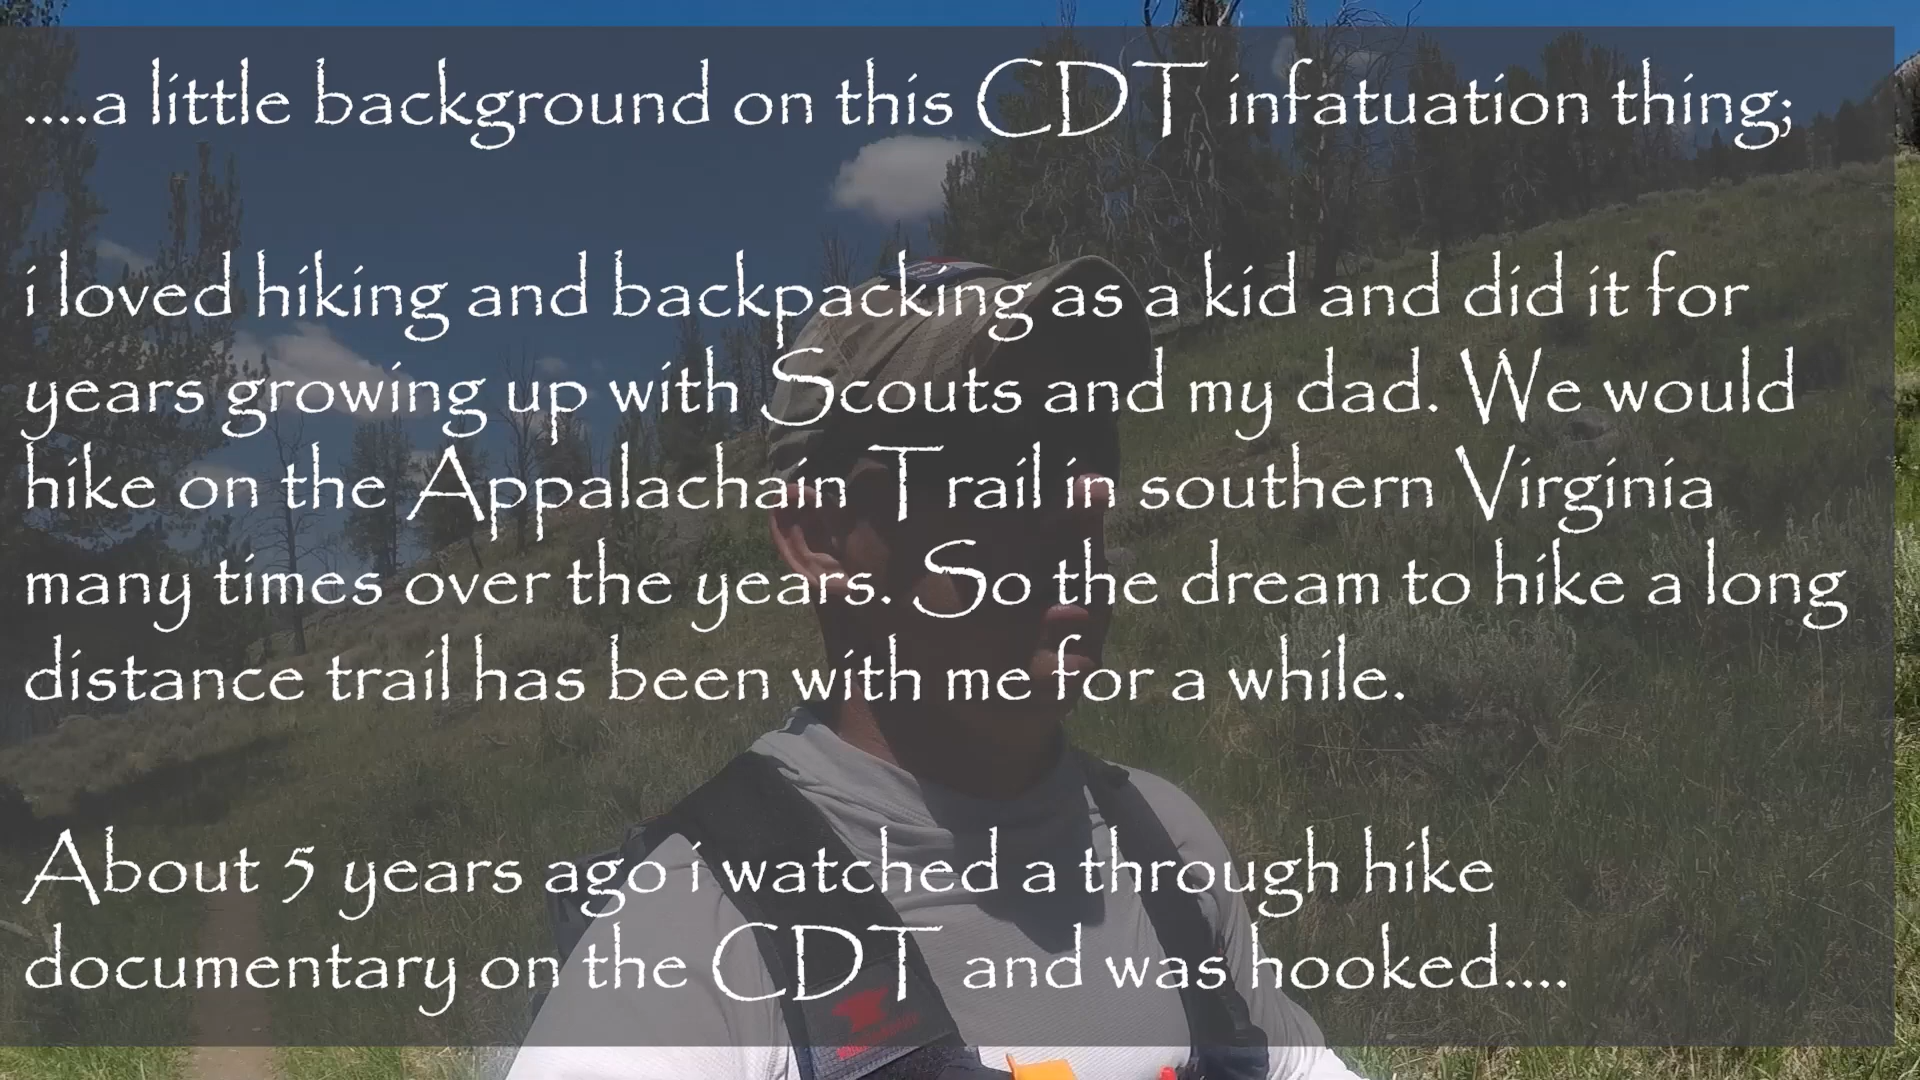 ....a little background on this CDT infatuation thing;
i loved hiking and backpacking as a kid and did it for
years growing up with Scouts and my dad. We would
hike on the Appalachain Trail in southern Virginia
many times over the years. So the dream to hike a long
distance trail has been with me for a while.
About 5 years ago i watched a through hike
documentary on the CDT and was hooked....